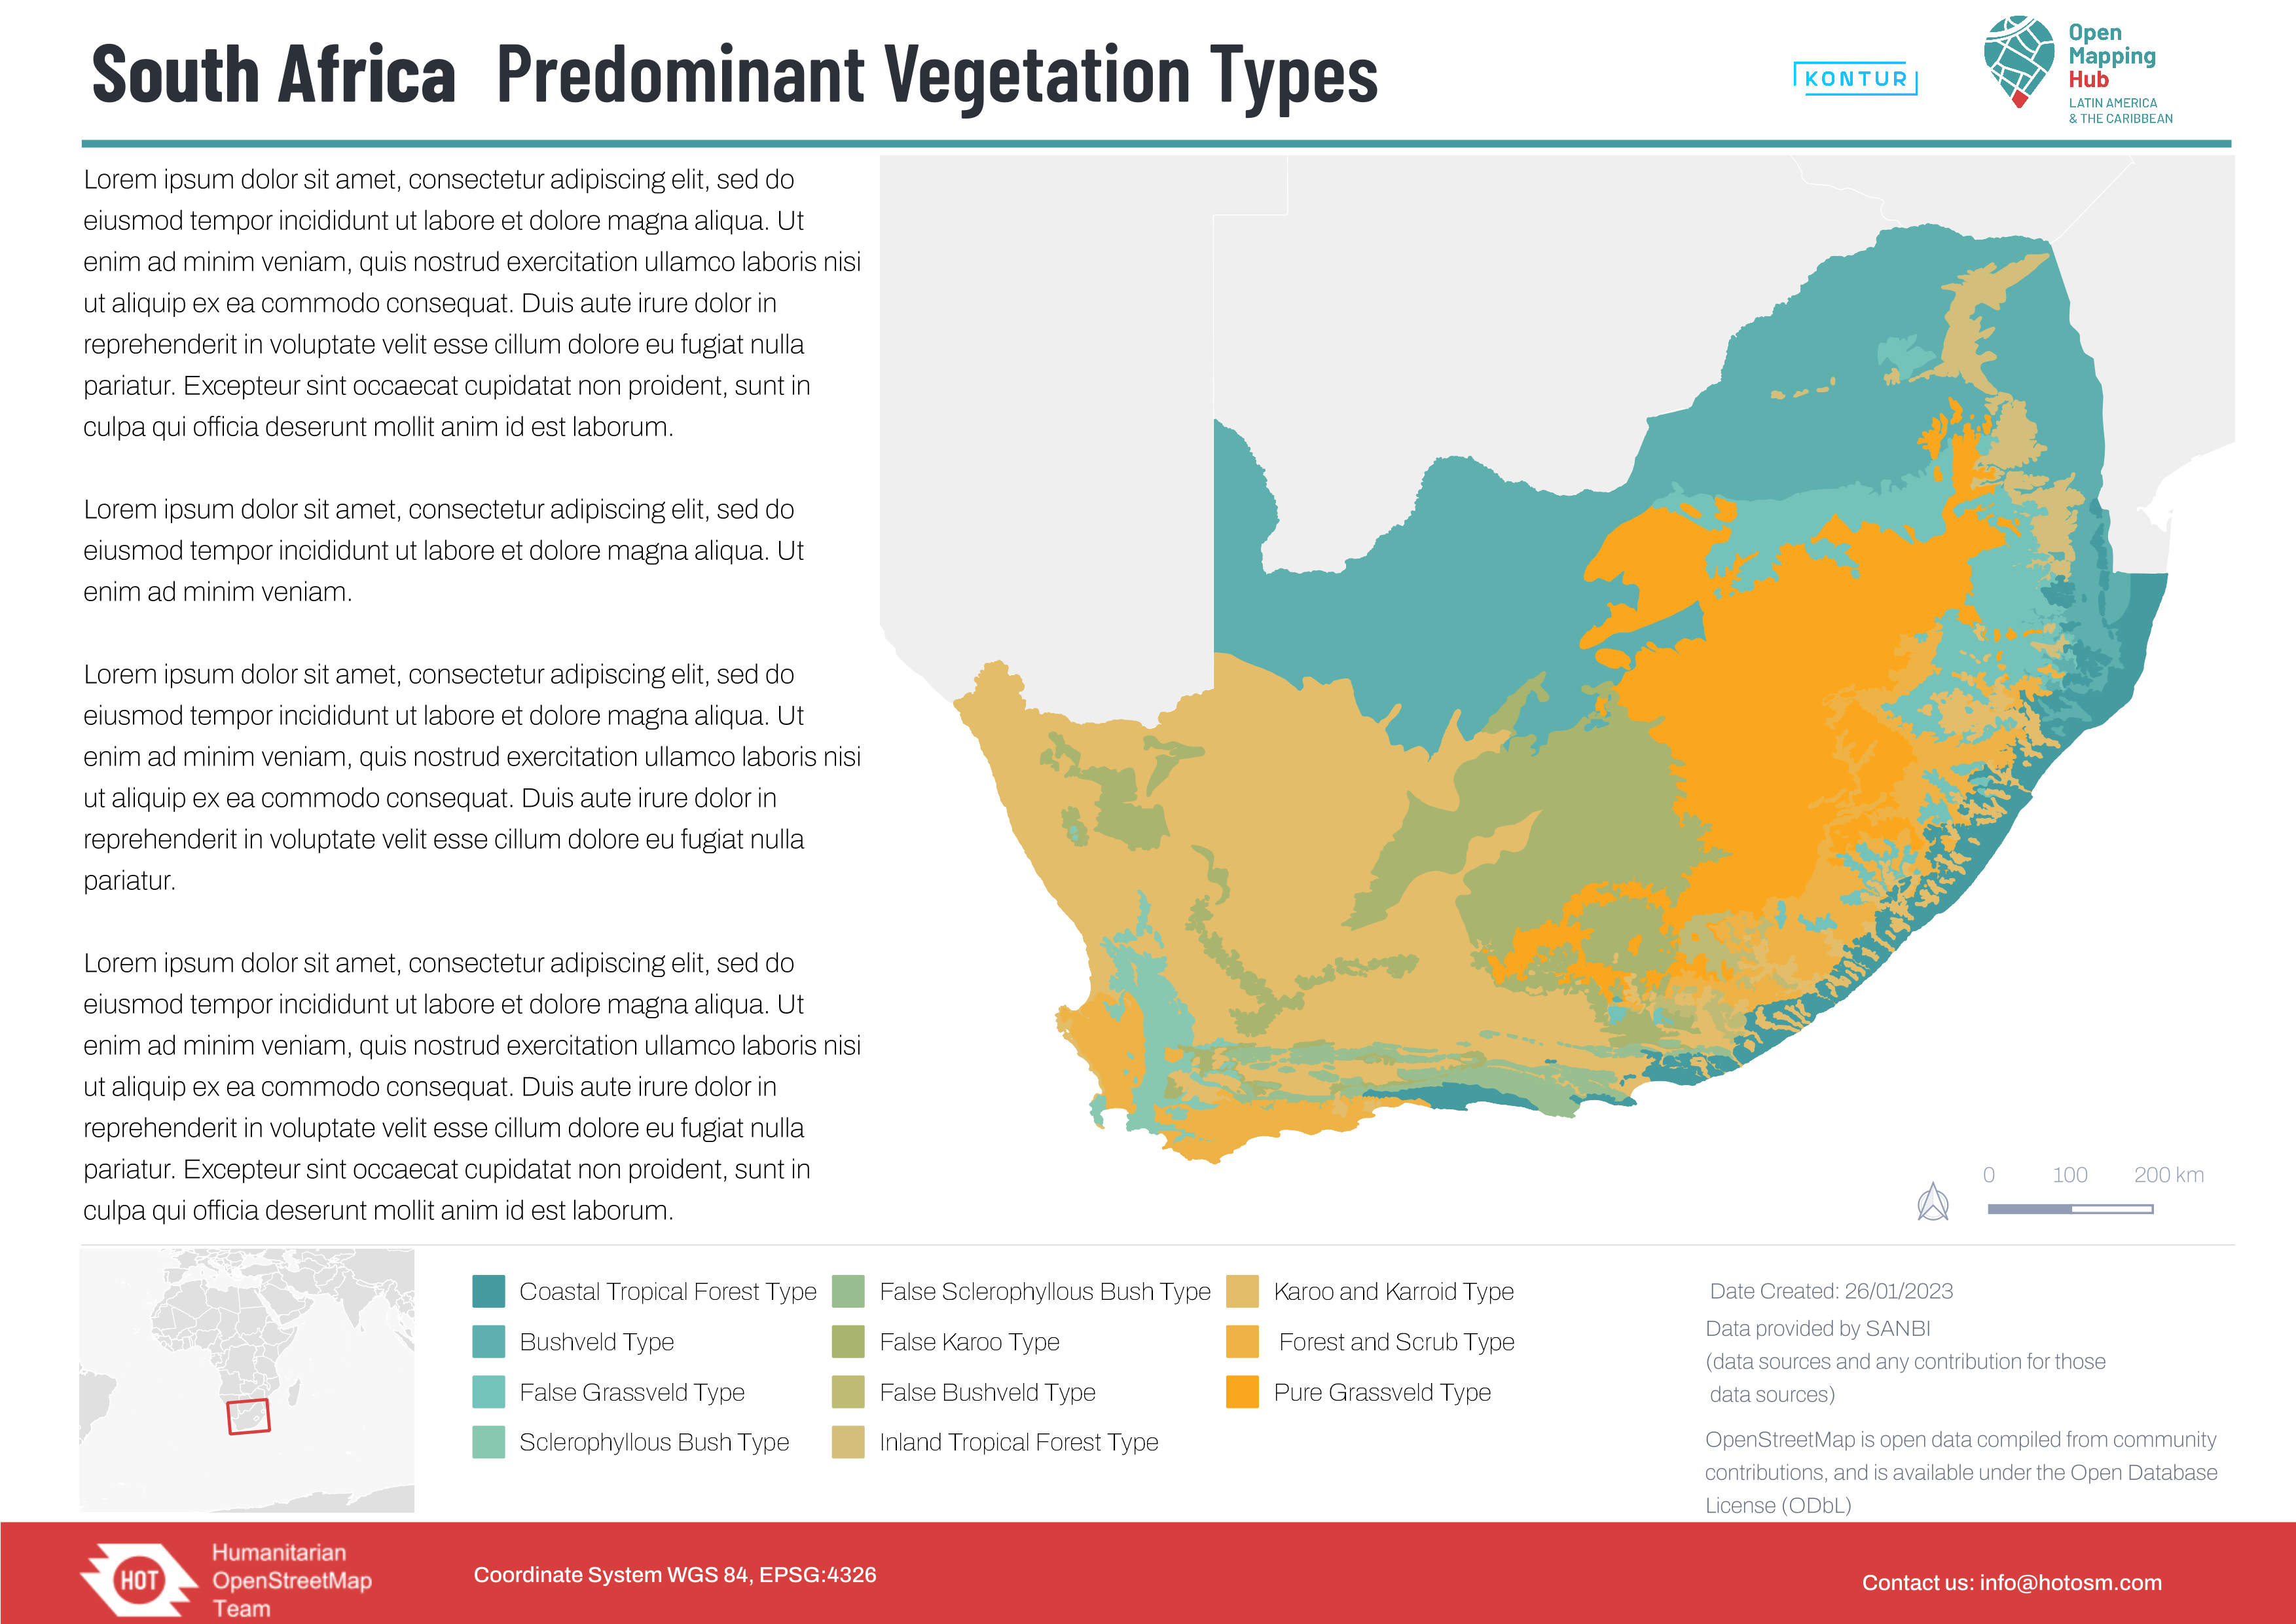 South Africa Predominant Vegetation Types
KONTUR
Open
Mapping
Hub
LATIN AMERICA
& THE CARIBBEAN
Lorem ipsum dolor sit amet, consectetur adipiscing elit, sed do
eiusmod tempor incididunt ut labore et dolore magna aliqua. Ut
enim ad minim veniam, quis nostrud exercitation ullamco laboris nisi
ut aliquip ex ea commodo consequat. Duis aute irure dolor in
reprehenderit in voluptate velit esse cillum dolore eu fugiat nulla
pariatur. Excepteur sint occaecat cupidatat non proident, sunt in
culpa qui officia deserunt mollit anim id est laborum.
Lorem ipsum dolor sit amet, consectetur adipiscing elit, sed do
eiusmod tempor incididunt ut labore et dolore magna aliqua. Ut
enim ad minim veniam.
Lorem ipsum dolor sit amet, consectetur adipiscing elit, sed do
eiusmod tempor incididunt ut labore et dolore magna aliqua. Ut
enim ad minim veniam, quis nostrud exercitation ullamco laboris nisi
ut aliquip ex ea commodo consequat. Duis aute irure dolor in
reprehenderit in voluptate velit esse cillum dolore eu fugiat nulla
pariatur.
Lorem ipsum dolor sit amet, consectetur adipiscing elit, sed do
eiusmod tempor incididunt ut labore et dolore magna aliqua. Ut
enim ad minim veniam, quis nostrud exercitation ullamco laboris nisi
ut aliquip ex ea commodo consequat. Duis aute irure dolor in
reprehenderit in voluptate velit esse cillum dolore eu fugiat nulla
pariatur. Excepteur sint occaecat cupidatat non proident, sunt in
culpa qui officia deserunt mollit anim id est laborum.
0 100 200 km
Coastal Tropical Forest Type
Bushveld Type
False Grassveld Type
Sclerophyllous Bush Type
False Sclerophyllous Bush Type
False Karoo Type
False Bushveld Type
Inland Tropical Forest Type
Karoo and Karroid Type
Forest and Scrub Type
Pure Grassveld Type
Date Created: 26/01/2023
Data provided by SANBI
(data sources and any contribution for those
data sources)
OpenStreetMap is open data compiled from community
contributions, and is available under the Open Database
License (ODbL)
HOT
Humanitarian
OpenStreetMap
Team
Coordinate System WGS 84, EPSG:4326
Contact us: info@hotosm.com